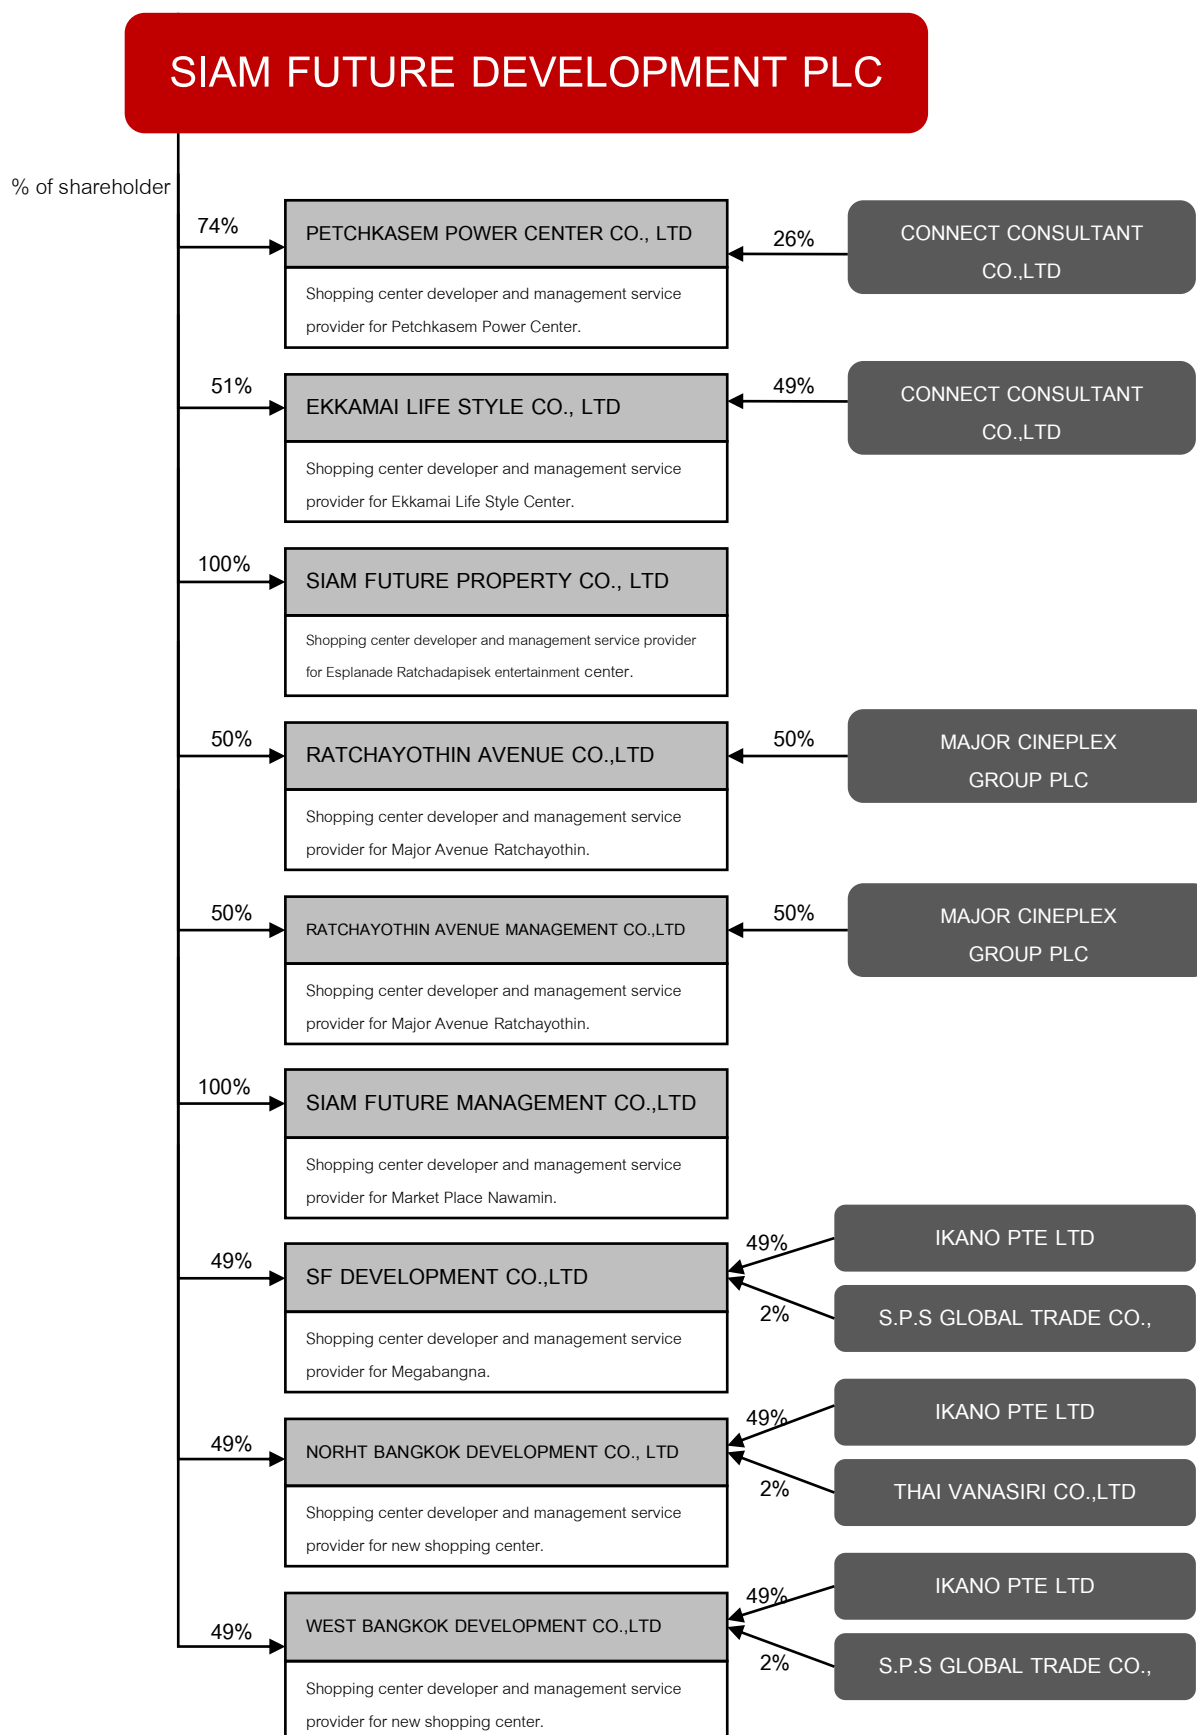 SIAM FUTURE DEVELOPMENT PLC
% of shareholder
74%
PETCHKASEM POWER CENTER CO., LTD
26%
CONNECT CONSULTANT
CO.,LTD
Shopping center developer and management service
provider for Petchkasem Power Center.
51%
EKKAMAI LIFE STYLE CO., LTD
49%
CONNECT CONSULTANT
CO.,LTD
Shopping center developer and management service
provider for Ekkamai Life Style Center.
100%
SIAM FUTURE PROPERTY CO., LTD
Shopping center developer and management service provider
for Esplanade Ratchadapisek entertainment center.
50%
RATCHAYOTHIN AVENUE CO.,LTD
50%
MAJOR CINEPLEX
GROUP PLC
Shopping center developer and management service
provider for Major Avenue Ratchayothin.
50%
RATCHAYOTHIN AVENUE MANAGEMENT CO.,LTD
50%
MAJOR CINEPLEX
GROUP PLC
Shopping center developer and management service
provider for Major Avenue Ratchayothin.
100%
SIAM FUTURE MANAGEMENT CO.,LTD
Shopping center developer and management service
provider for Market Place Nawamin.
49%
SF DEVELOPMENT CO.,LTD
49%
IKANO PTE LTD
2%
S.P.S GLOBAL TRADE CO.,
Shopping center developer and management service
provider for Megabangna.
49%
NORHT BANGKOK DEVELOPMENT CO., LTD
49%
IKANO PTE LTD
2%
THAI VANASIRI CO.,LTD
Shopping center developer and management service
provider for new shopping center.
49%
WEST BANGKOK DEVELOPMENT CO.,LTD
49%
IKANO PTE LTD
2%
S.P.S GLOBAL TRADE CO.,
Shopping center developer and management service
provider for new shopping center.